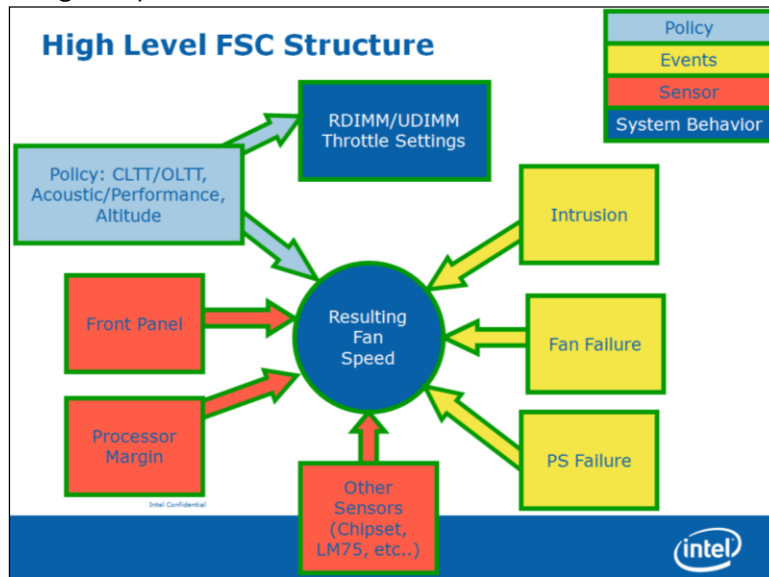 High Level FSC Structure
Policy
Events
Sensor
System Behavior
RDIMM/UDIMM
Throttle Settings
Policy: CLTT/OLTT,
Acoustic/Performance,
Altitude
Intrusion
Front Panel
Resulting
Fan
Speed
Fan Failure
Processor
Margin
PS Failure
Other
Sensors
(Chipset,
LM75, etc..)
Intel Confidential
intel